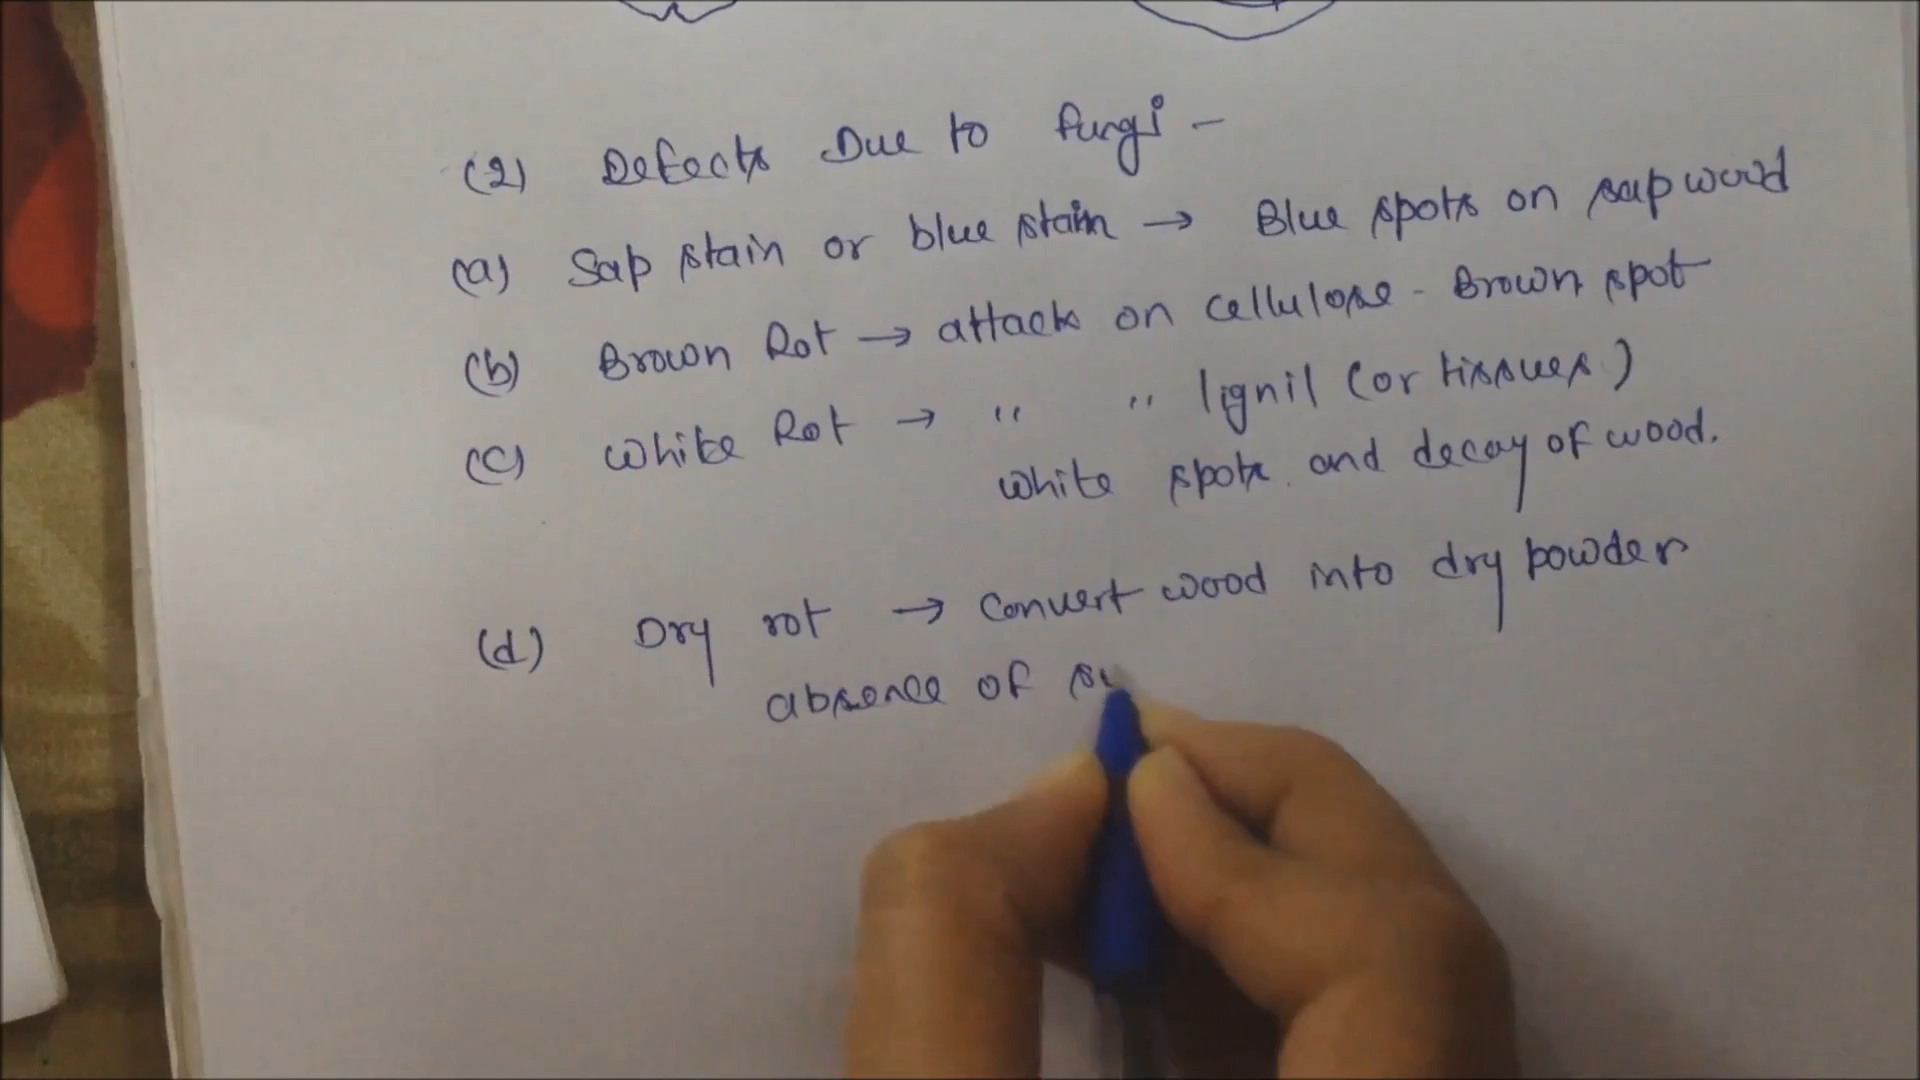 (2) Defects Due to fungi -
(a) Sap stain or blue stain → Blue spots on sapwood
(b) Brown Rot → attack on cellulose - Brown spot
(c) White Rot → " " lignil (or tissues)
white spots and decay of wood.
(d) Dry rot → Convert wood into dry powder
absence of su